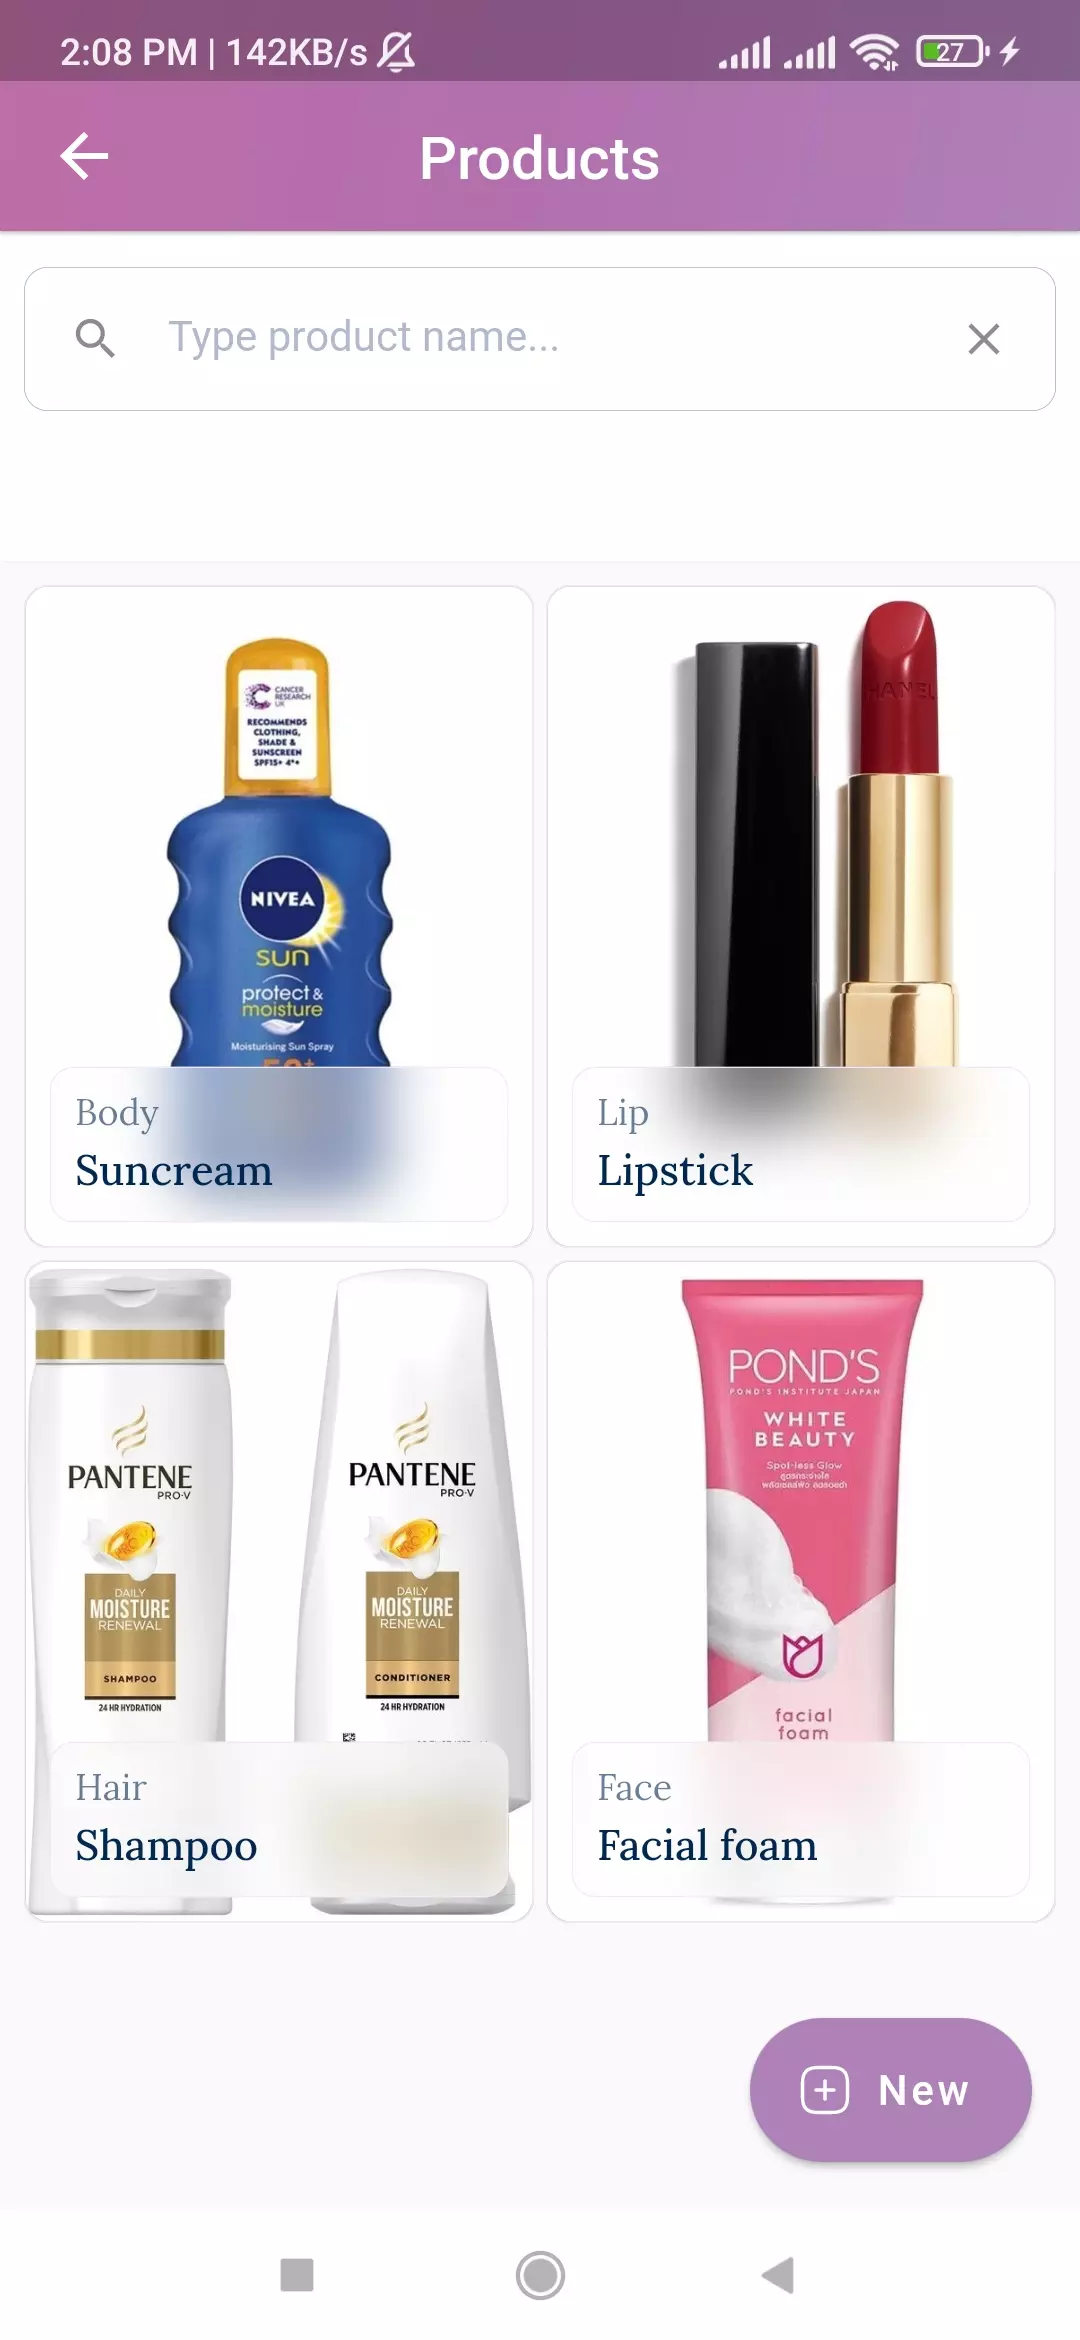 2:08 PM | 142KB/s
27
Products
Type product name...
CANCER
RESEARCH
UK
RECOMMENDS
CLOTHING,
SHADE &
SUNSCREEN
SPF15+ 4*+
NIVEA
sun
protect &
moisture
Moisturising Sun Spray
Body
Suncream
CHANEL
Lip
Lipstick
PANTENE
PRO-V
DAILY
MOISTURE
RENEWAL
SHAMPOO
24 HR HYDRATION
PANTENE
PRO-V
DAILY
MOISTURE
RENEWAL
CONDITIONER
24 HR HYDRATION
Hair
Shampoo
POND'S
POND'S INSTITUTE JAPAN
WHITE
BEAUTY
Spot-less Glow
facial
foam
Face
Facial foam
New